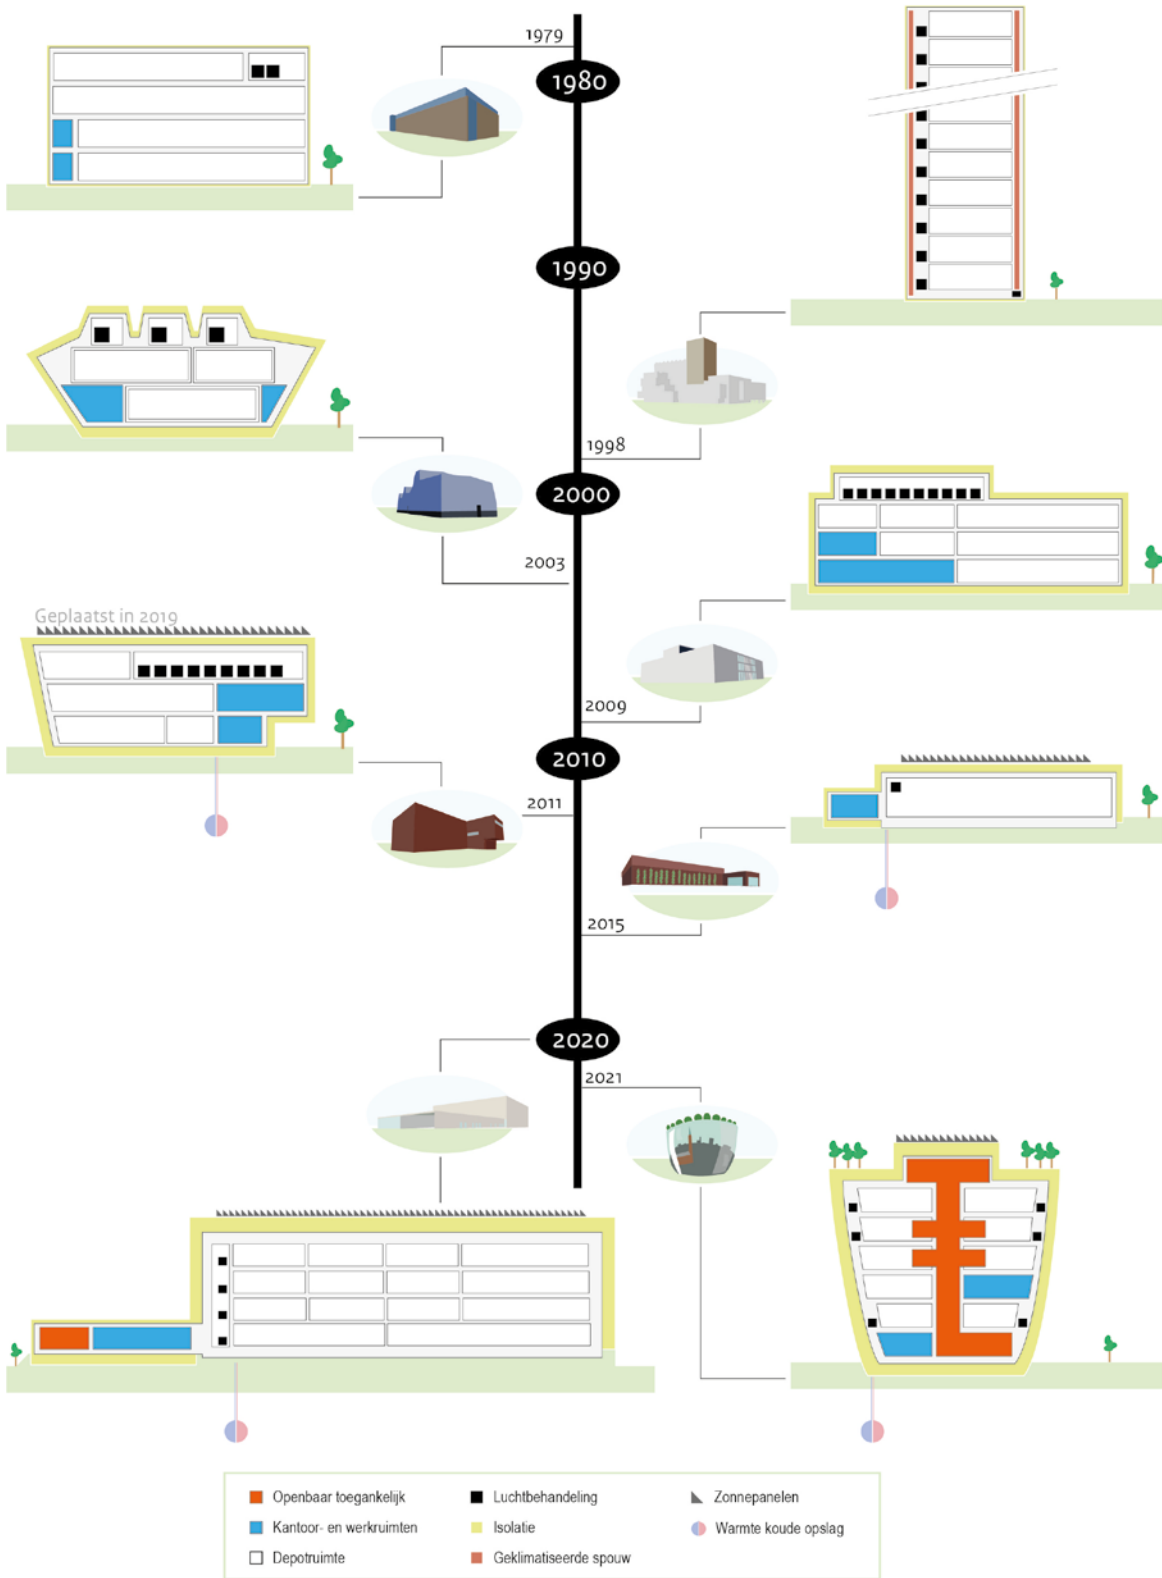 1979
1980
1990
1998
2000
2003
Geplaatst in 2019
2009
2010
2011
2015
2020
2021
Openbaar toegankelijk
Luchtbehandeling
Zonnepanelen
Kantoor- en werkruimten
Isolatie
Warmte koude opslag
Depotruimte
Geklimatiseerde spouw